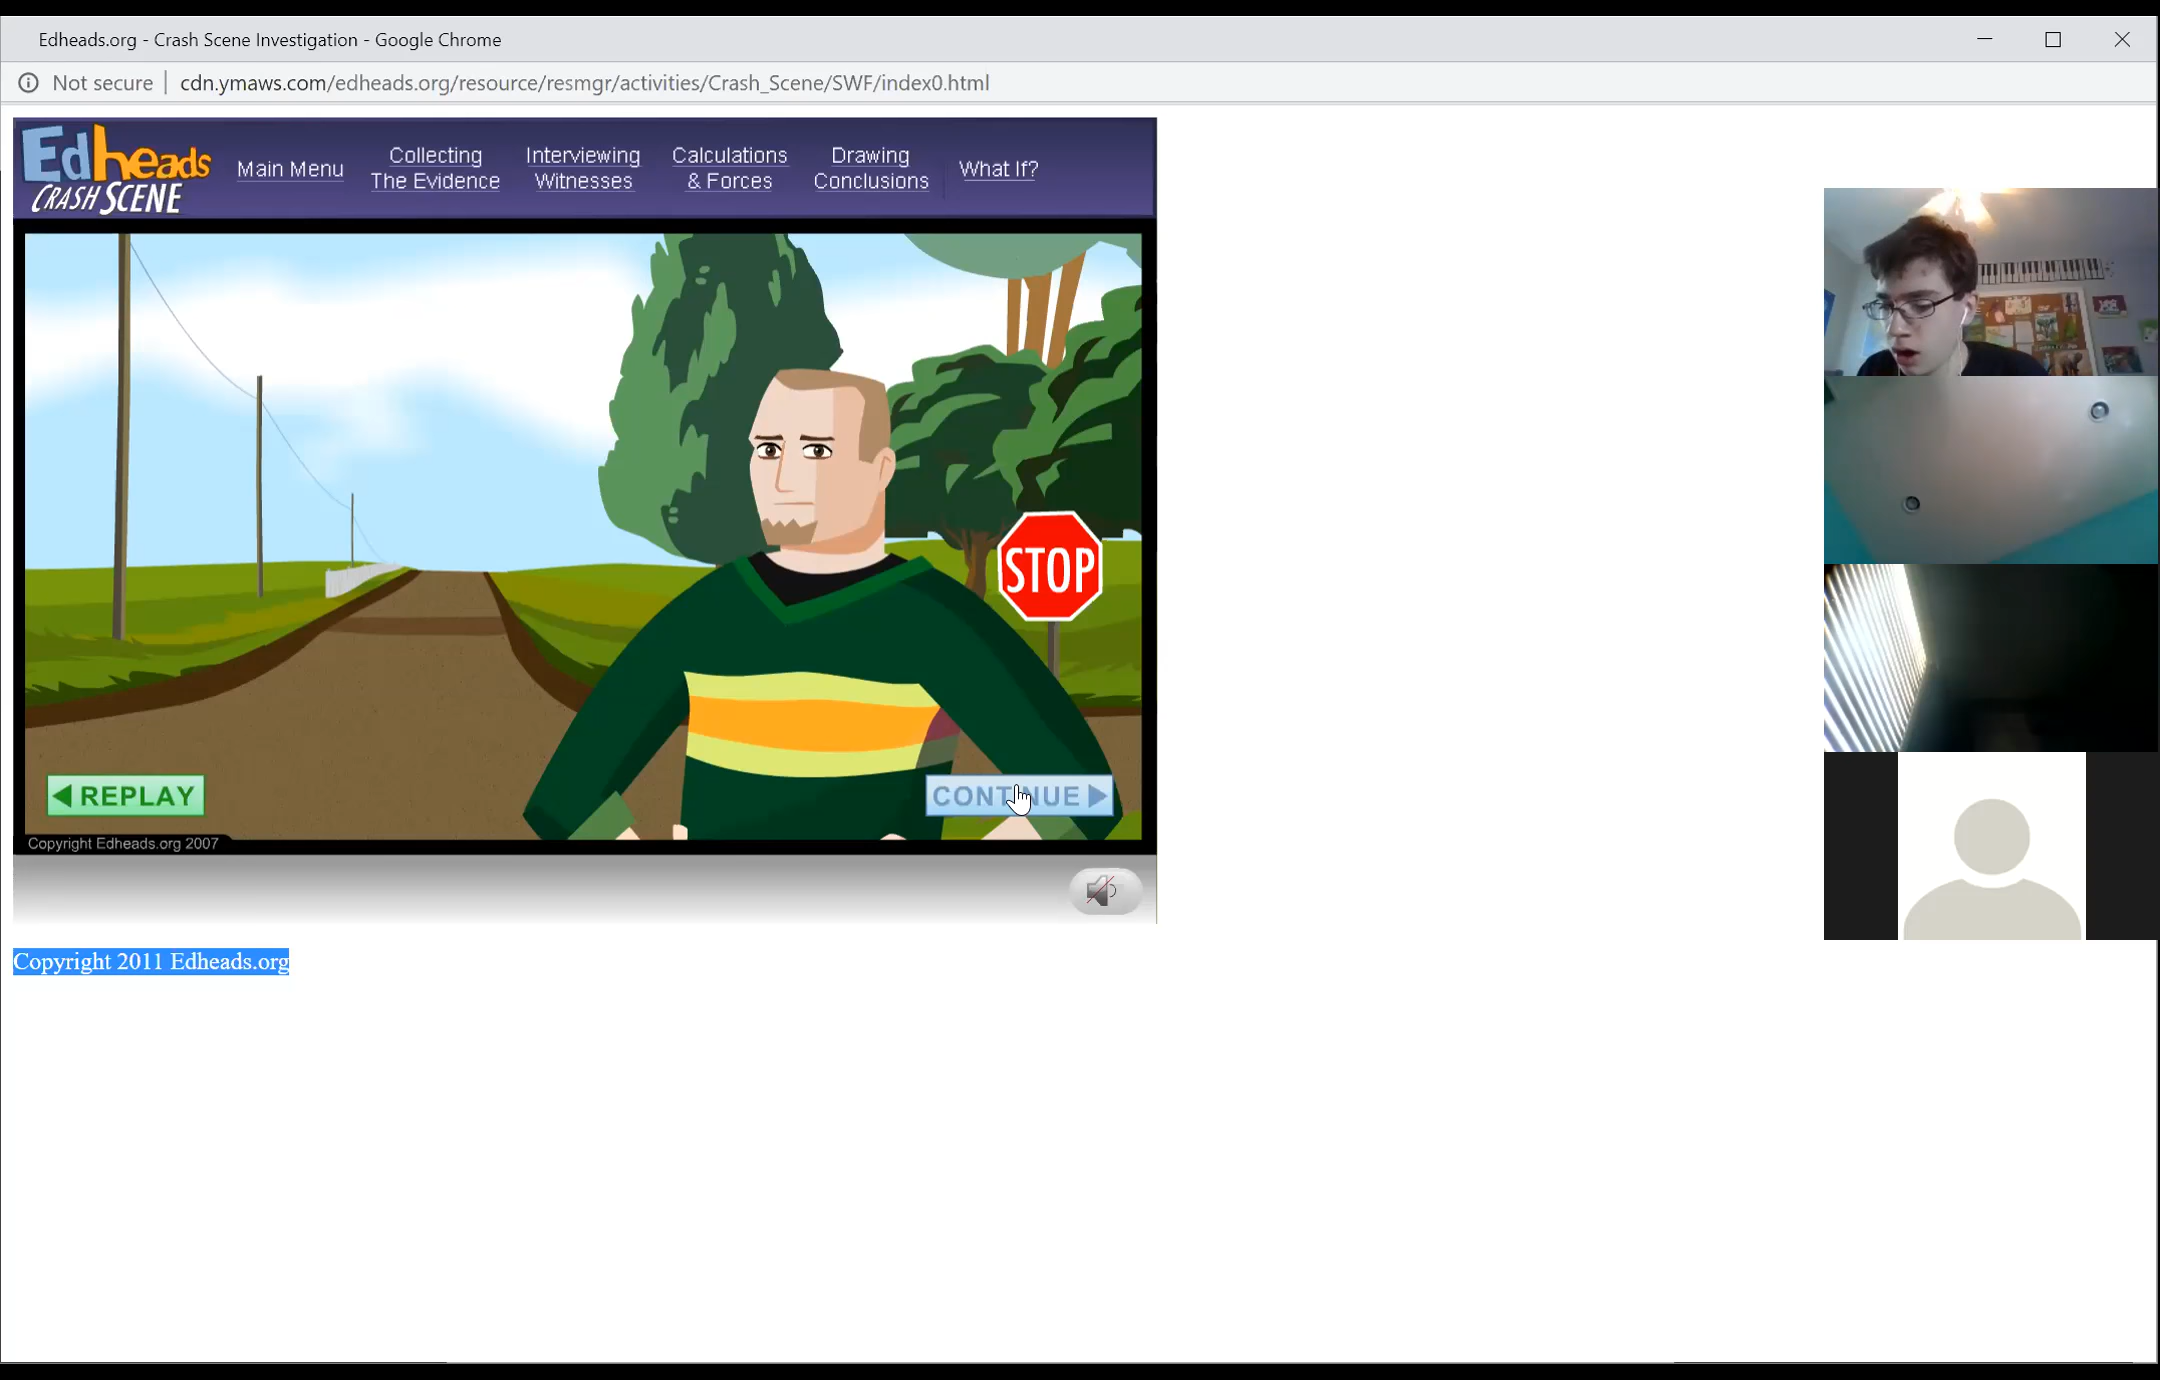 Edheads.org - Crash Scene Investigation - Google Chrome
Not secure
cdn.ymaws.com/edheads.org/resource/resmgr/activities/Crash_Scene/SWF/index0.html
Edheads
CRASH SCENE
Main Menu
Collecting
The Evidence
Interviewing
Witnesses
Calculations
& Forces
Drawing
Conclusions
What If?
STOP
REPLAY
CONTINUE
Copyright Edheads.org 2007
Copyright 2011 Edheads.org